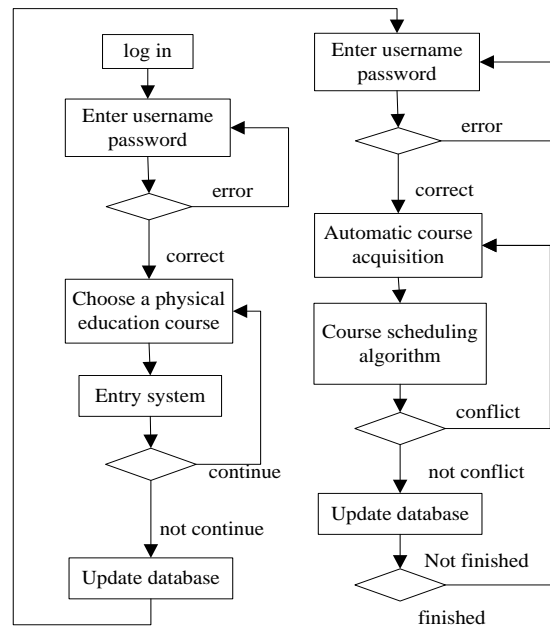 log in
Enter username
password
error
correct
Choose a physical
education course
Entry system
continue
not continue
Update database
Enter username
password
error
correct
Automatic course
acquisition
Course scheduling
algorithm
conflict
not conflict
Update database
Not finished
finished